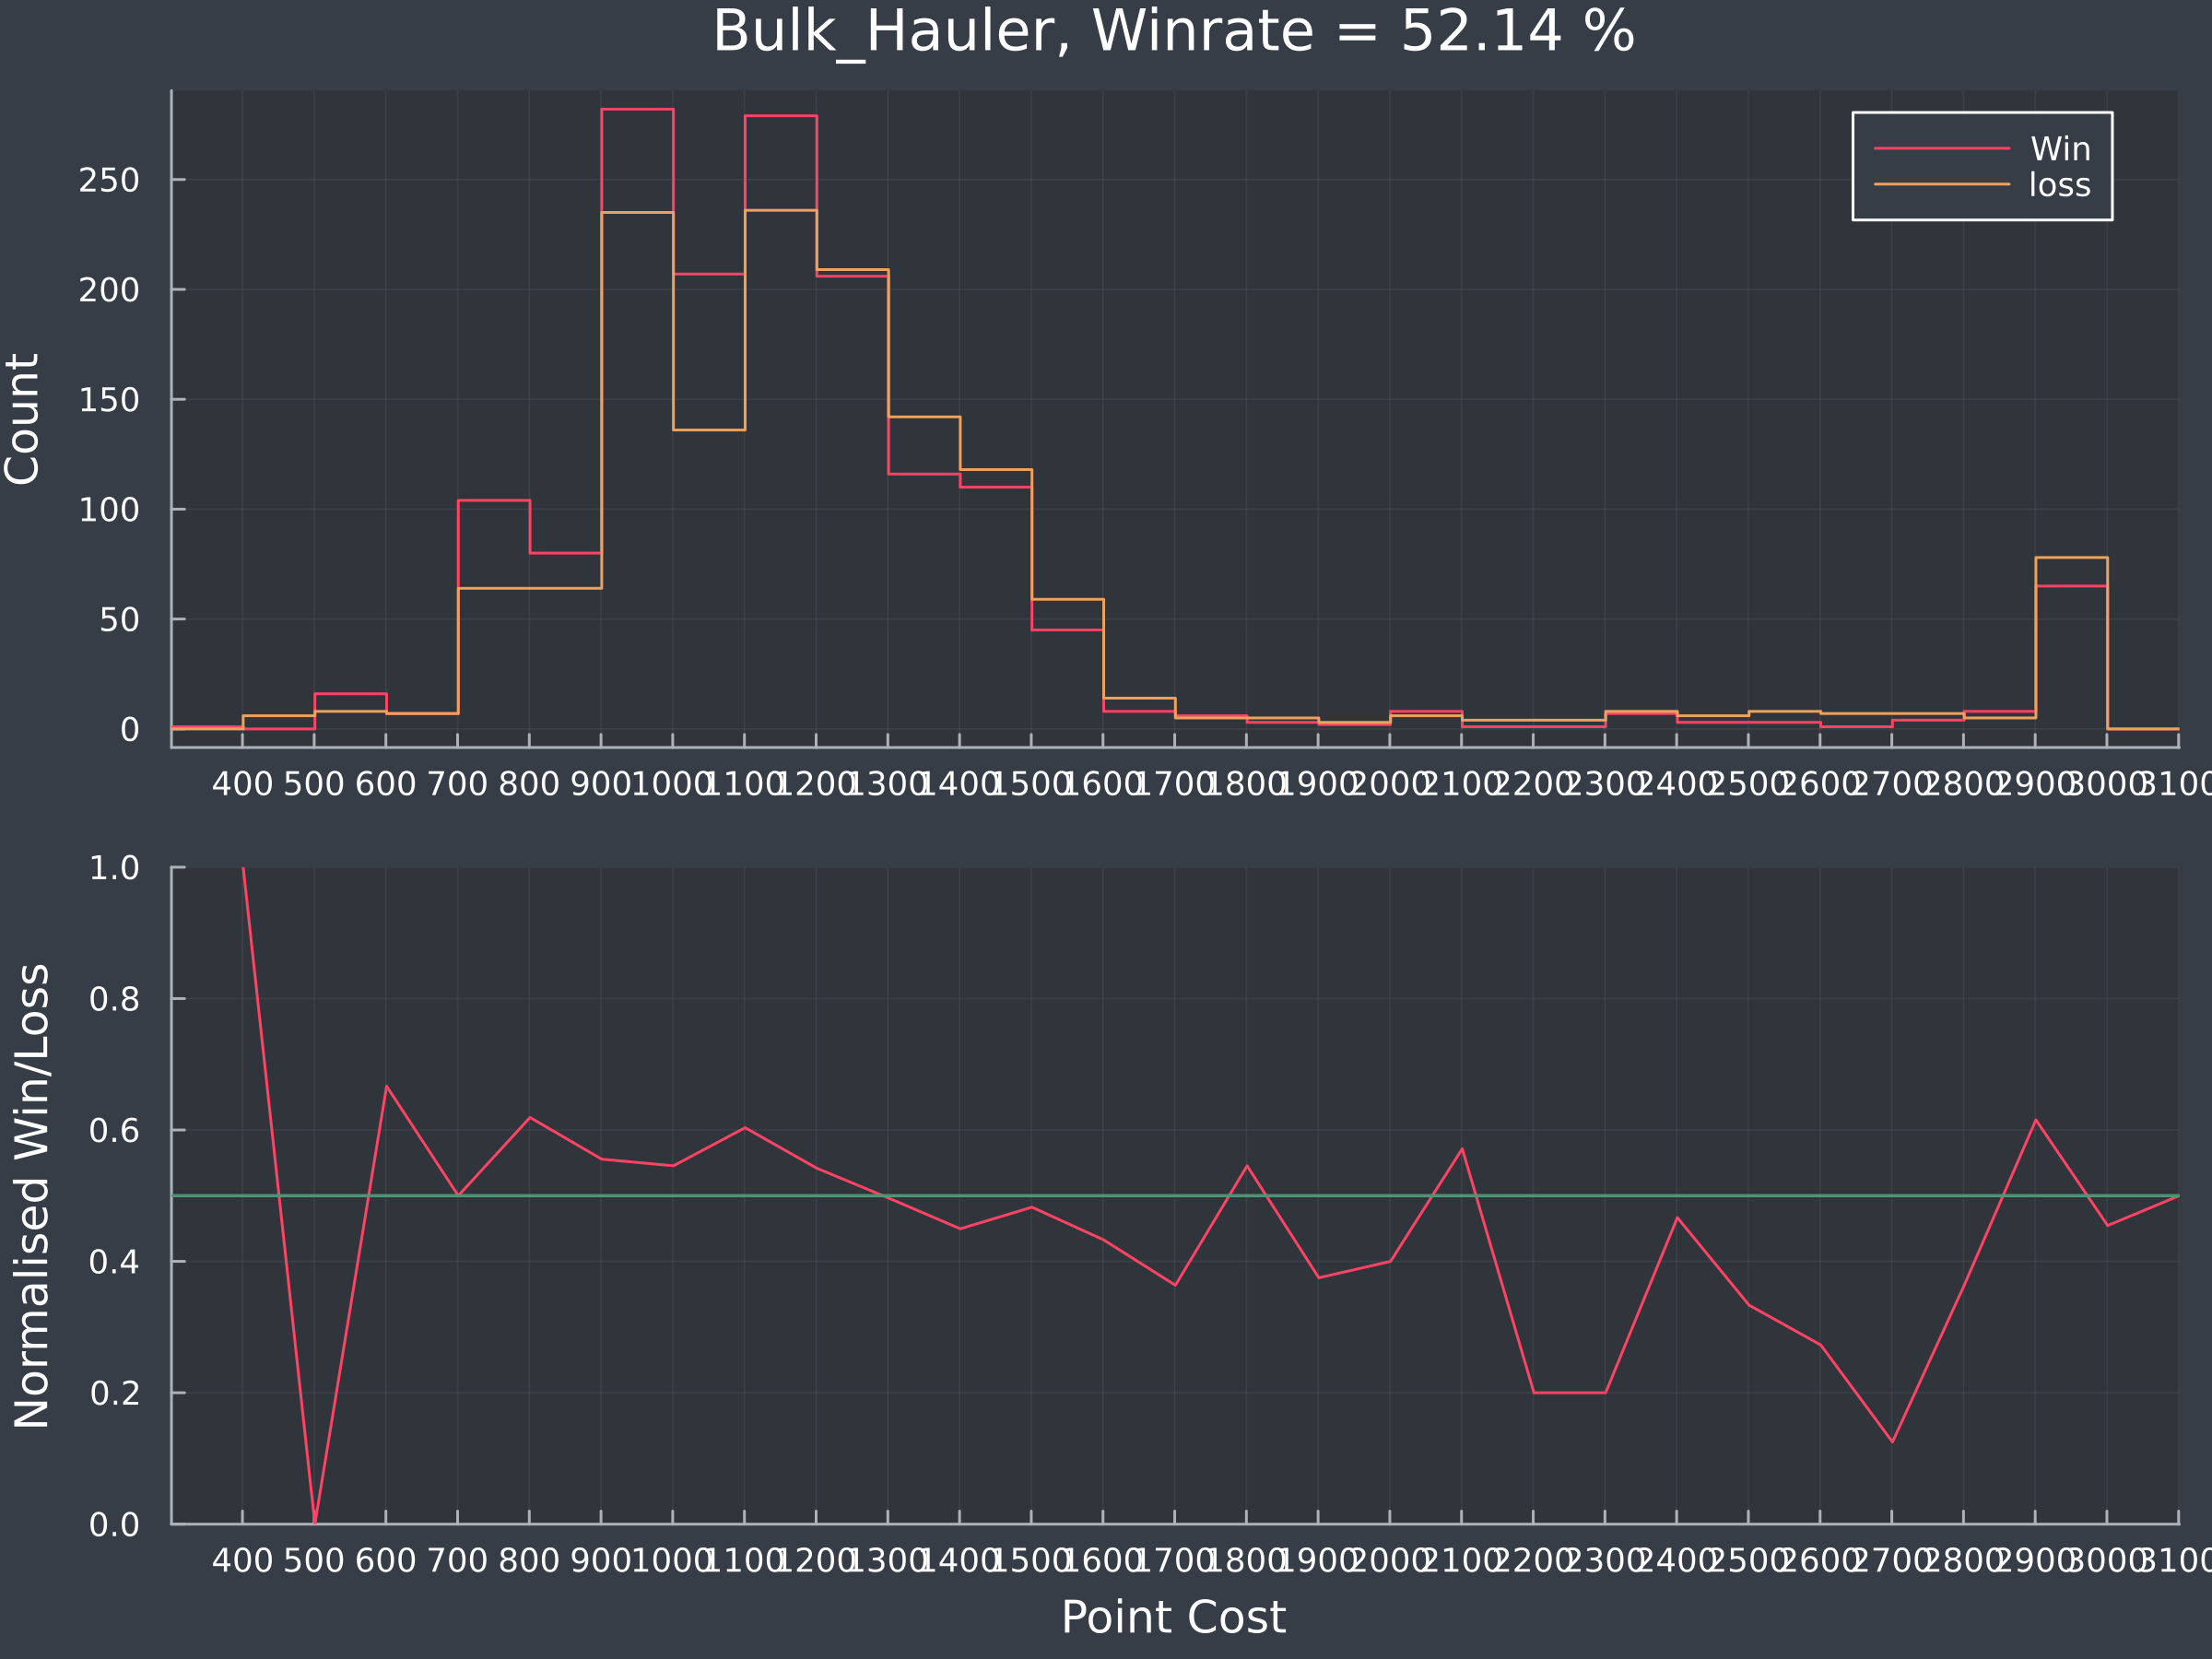 Bulk_Hauler, Winrate = 52.14 %
Count
250
200
150
100
50
0
Win
loss
400 500 600 700 800 900 1000 1100 1200 1300 1400 1500 1600 1700 1800 1900 2000 2100 2200 2300 2400 2500 2600 2700 2800 2900 3000 3100
Normalised Win/Loss
1.0
0.8
0.6
0.4
0.2
0.0
400 500 600 700 800 900 1000 1100 1200 1300 1400 1500 1600 1700 1800 1900 2000 2100 2200 2300 2400 2500 2600 2700 2800 2900 3000 3100
Point Cost